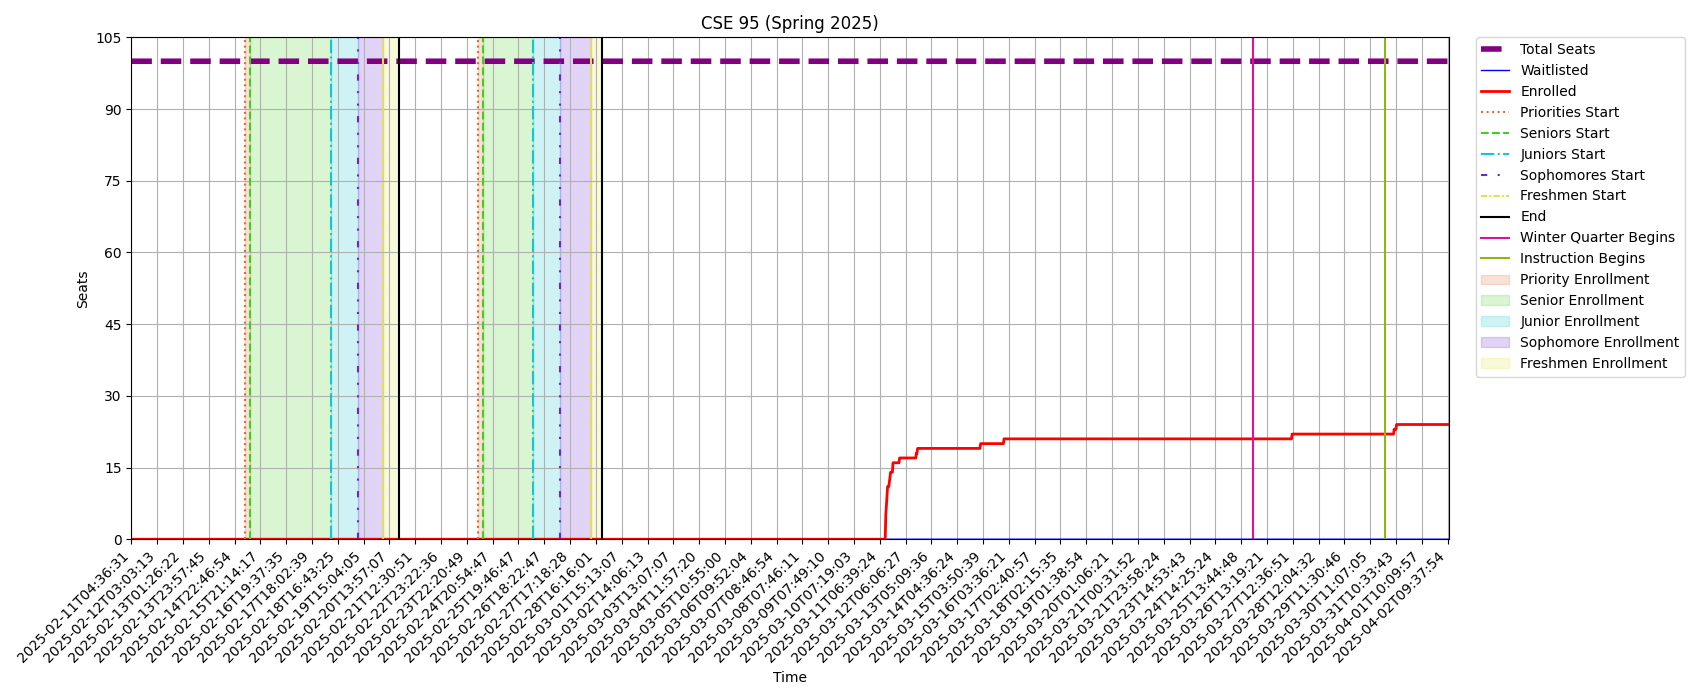 CSE 95 (Spring 2025)
105
90
75
60
45
30
15
0
Seats
2025-02-11T04:36:31
2025-02-12T03:03:13
2025-02-13T01:26:22
2025-02-13T23:57:45
2025-02-14T22:46:54
2025-02-15T21:14:17
2025-02-16T19:37:35
2025-02-17T18:02:39
2025-02-18T16:43:25
2025-02-19T15:04:05
2025-02-20T13:57:07
2025-02-21T12:30:51
2025-02-22T23:22:36
2025-02-23T22:20:49
2025-02-24T20:54:47
2025-02-25T19:46:47
2025-02-26T18:22:47
2025-02-27T17:18:28
2025-02-28T16:16:01
2025-03-01T15:13:07
2025-03-02T14:06:13
2025-03-03T13:07:07
2025-03-04T11:57:20
2025-03-05T10:55:00
2025-03-06T09:52:04
2025-03-07T08:46:54
2025-03-08T07:46:11
2025-03-09T07:49:10
2025-03-10T07:19:03
2025-03-11T06:39:24
2025-03-12T06:06:27
2025-03-13T05:09:36
2025-03-14T04:36:24
2025-03-15T03:50:39
2025-03-16T03:36:21
2025-03-17T02:40:57
2025-03-18T02:15:35
2025-03-19T01:38:54
2025-03-20T01:06:21
2025-03-21T00:31:52
2025-03-21T23:58:24
2025-03-23T14:53:43
2025-03-24T14:25:24
2025-03-25T13:44:48
2025-03-26T13:19:21
2025-03-27T12:36:51
2025-03-28T12:04:32
2025-03-29T11:30:46
2025-03-30T11:07:05
2025-03-31T10:33:43
2025-04-01T10:09:57
2025-04-02T09:37:54
Time
Total Seats
Waitlisted
Enrolled
Priorities Start
Seniors Start
Juniors Start
Sophomores Start
Freshmen Start
End
Winter Quarter Begins
Instruction Begins
Priority Enrollment
Senior Enrollment
Junior Enrollment
Sophomore Enrollment
Freshmen Enrollment